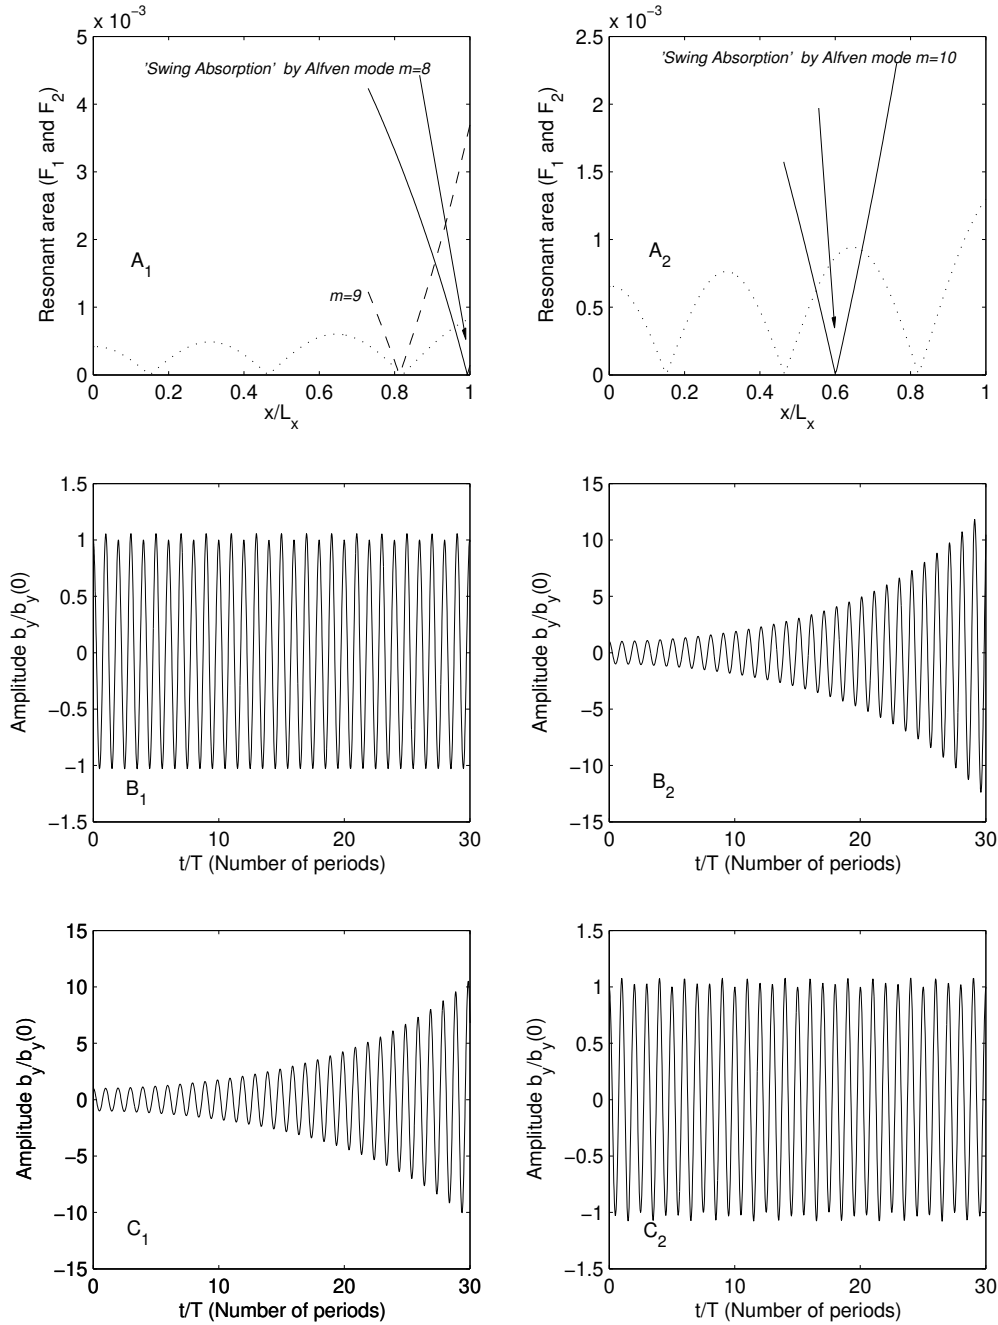 x 10^−3
5
4
3
2
1
0
0 0.2 0.4 0.6 0.8 1
x/L_x
Resonant area (F_1 and F_2)
'Swing Absorption' by Alfven mode m=8
A_1
m=9
x 10^−3
2.5
2
1.5
1
0.5
0
0 0.2 0.4 0.6 0.8 1
x/L_x
Resonant area (F_1 and F_2)
'Swing Absorption' by Alfven mode m=10
A_2
1.5
1
0.5
0
−0.5
−1
−1.5
0 10 20 30
t/T (Number of periods)
Amplitude b_y/b_y(0)
B_1
15
10
5
0
−5
−10
−15
0 10 20 30
t/T (Number of periods)
Amplitude b_y/b_y(0)
B_2
15
10
5
0
−5
−10
−15
0 10 20 30
t/T (Number of periods)
Amplitude b_y/b_y(0)
C_1
1.5
1
0.5
0
−0.5
−1
−1.5
0 10 20 30
t/T (Number of periods)
Amplitude b_y/b_y(0)
C_2